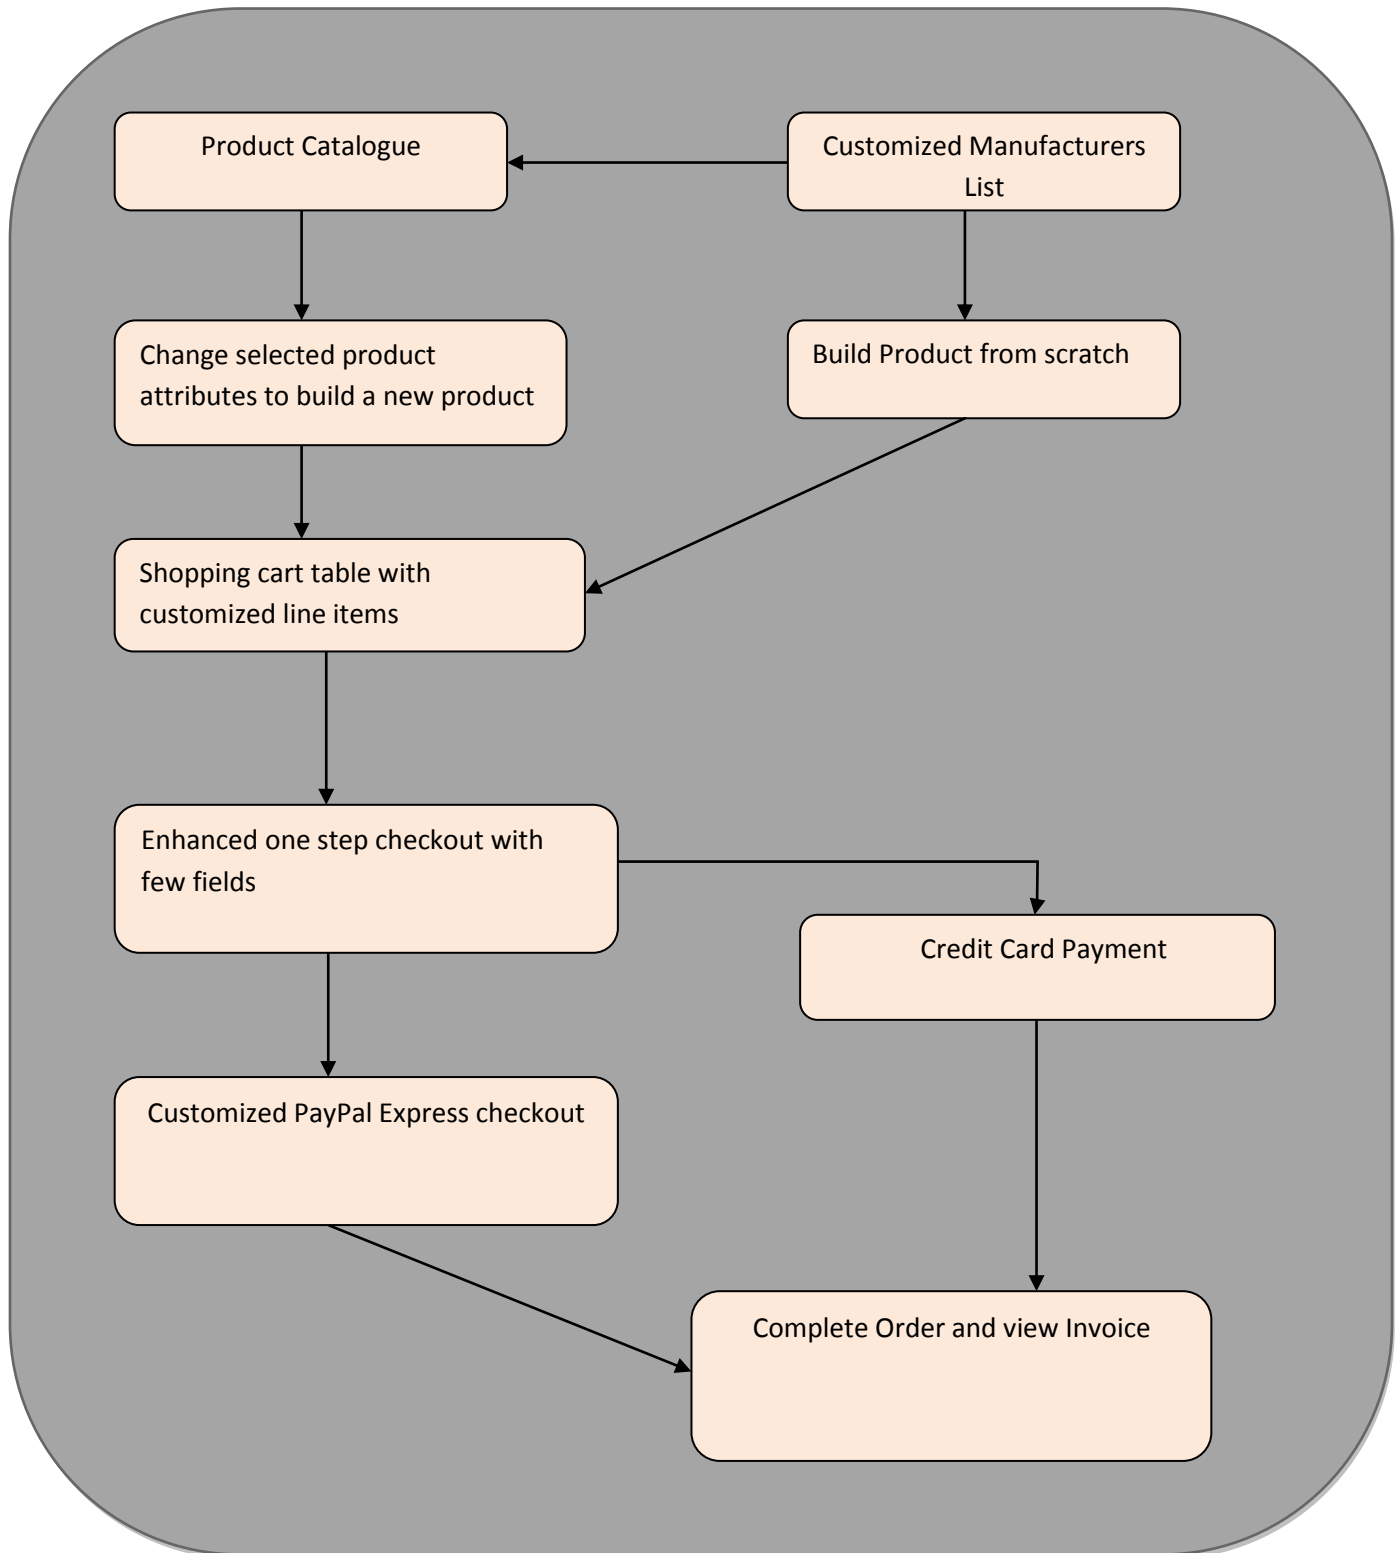 Product Catalogue
Customized Manufacturers
List
Change selected product
attributes to build a new product
Build Product from scratch
Shopping cart table with
customized line items
Enhanced one step checkout with
few fields
Credit Card Payment
Customized PayPal Express checkout
Complete Order and view Invoice